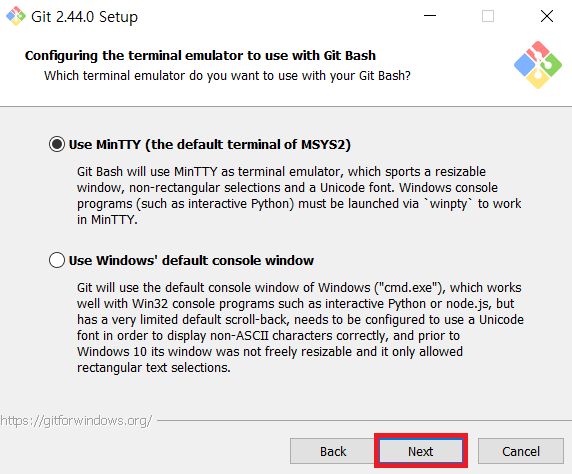 Git 2.44.0 Setup
Configuring the terminal emulator to use with Git Bash
Which terminal emulator do you want to use with your Git Bash?
Use MinTTY (the default terminal of MSYS2)
Git Bash will use MinTTY as terminal emulator, which sports a resizable
window, non-rectangular selections and a Unicode font. Windows console
programs (such as interactive Python) must be launched via `winpty` to work
in MinTTY.
Use Windows' default console window
Git will use the default console window of Windows ("cmd.exe"), which works
well with Win32 console programs such as interactive Python or node.js, but
has a very limited default scroll-back, needs to be configured to use a Unicode
font in order to display non-ASCII characters correctly, and prior to
Windows 10 its window was not freely resizable and it only allowed
rectangular text selections.
https://gitforwindows.org/
Back
Next
Cancel